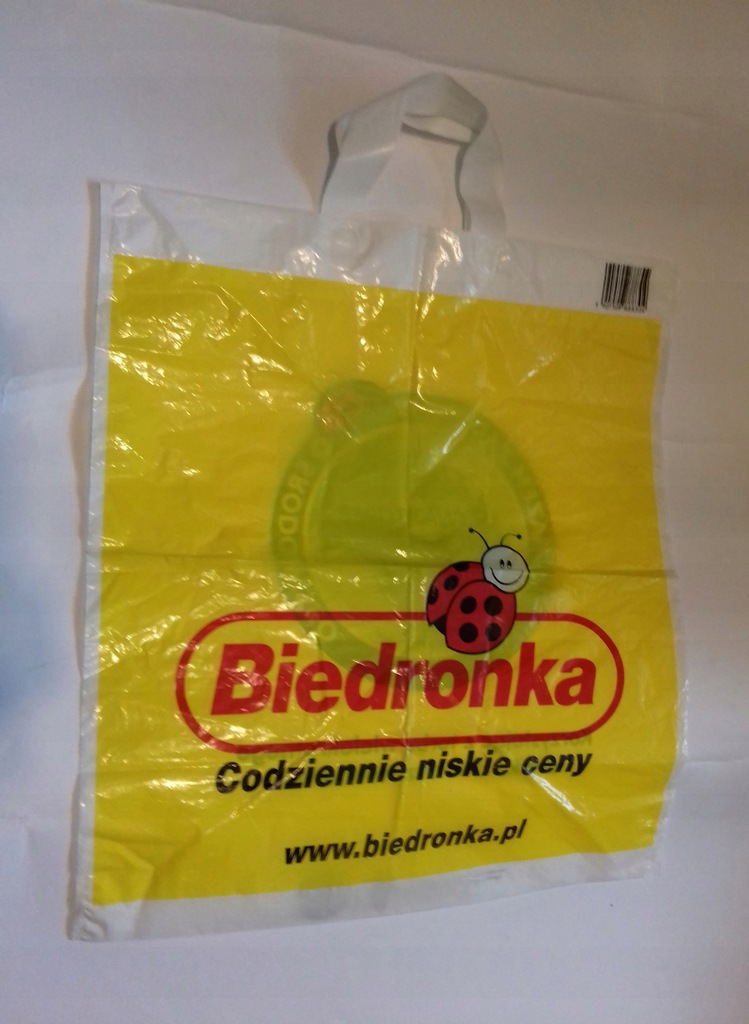 Biedronka
Codziennie niskie ceny
www.biedronka.pl